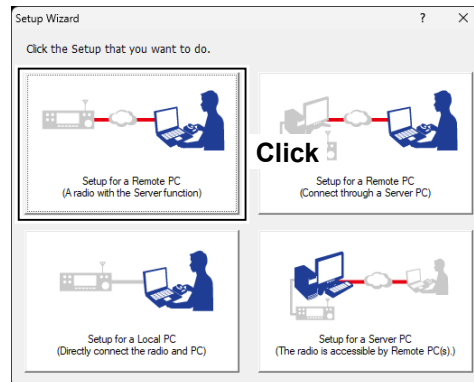 Setup Wizard
? X
Click the Setup that you want to do.
Click
Setup for a Remote PC
(A radio with the Server function)
Setup for a Remote PC
(Connect through a Server PC)
Setup for a Local PC
(Directly connect the radio and PC)
Setup for a Server PC
(The radio is accessible by Remote PC(s).)